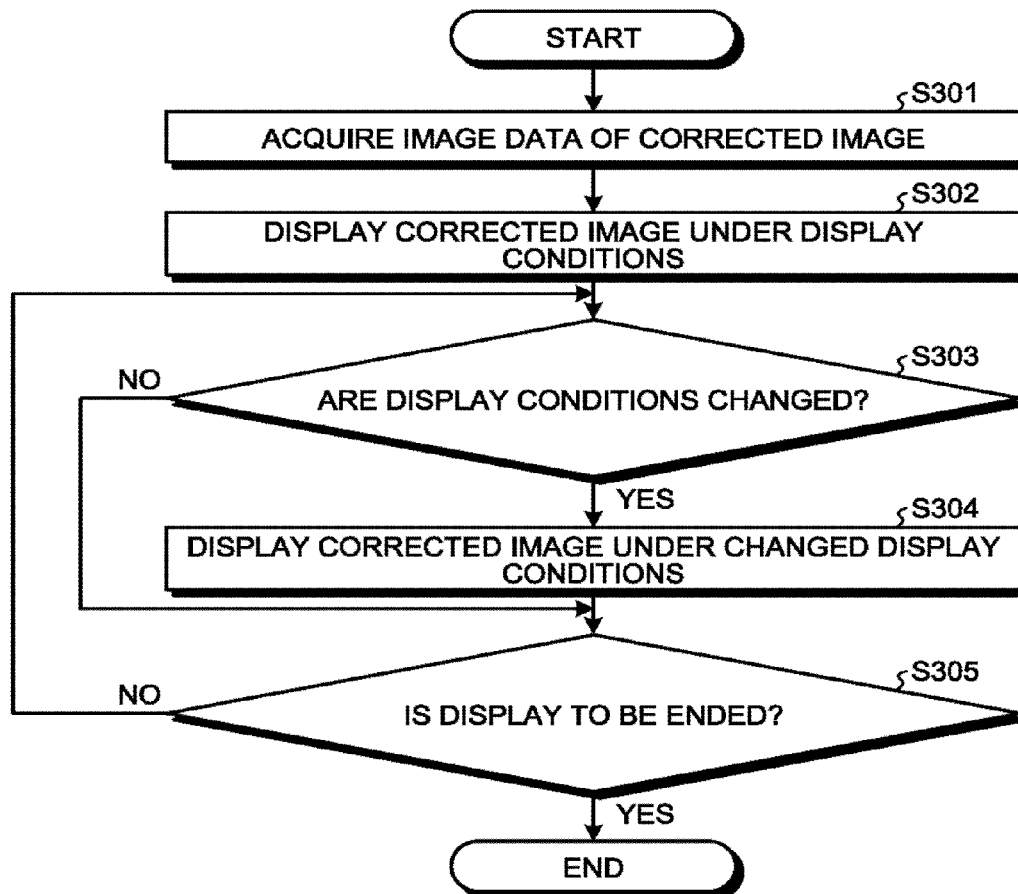 START
S301
ACQUIRE IMAGE DATA OF CORRECTED IMAGE
S302
DISPLAY CORRECTED IMAGE UNDER DISPLAY
CONDITIONS
S303
NO
ARE DISPLAY CONDITIONS CHANGED?
YES
S304
DISPLAY CORRECTED IMAGE UNDER CHANGED DISPLAY
CONDITIONS
S305
NO
IS DISPLAY TO BE ENDED?
YES
END